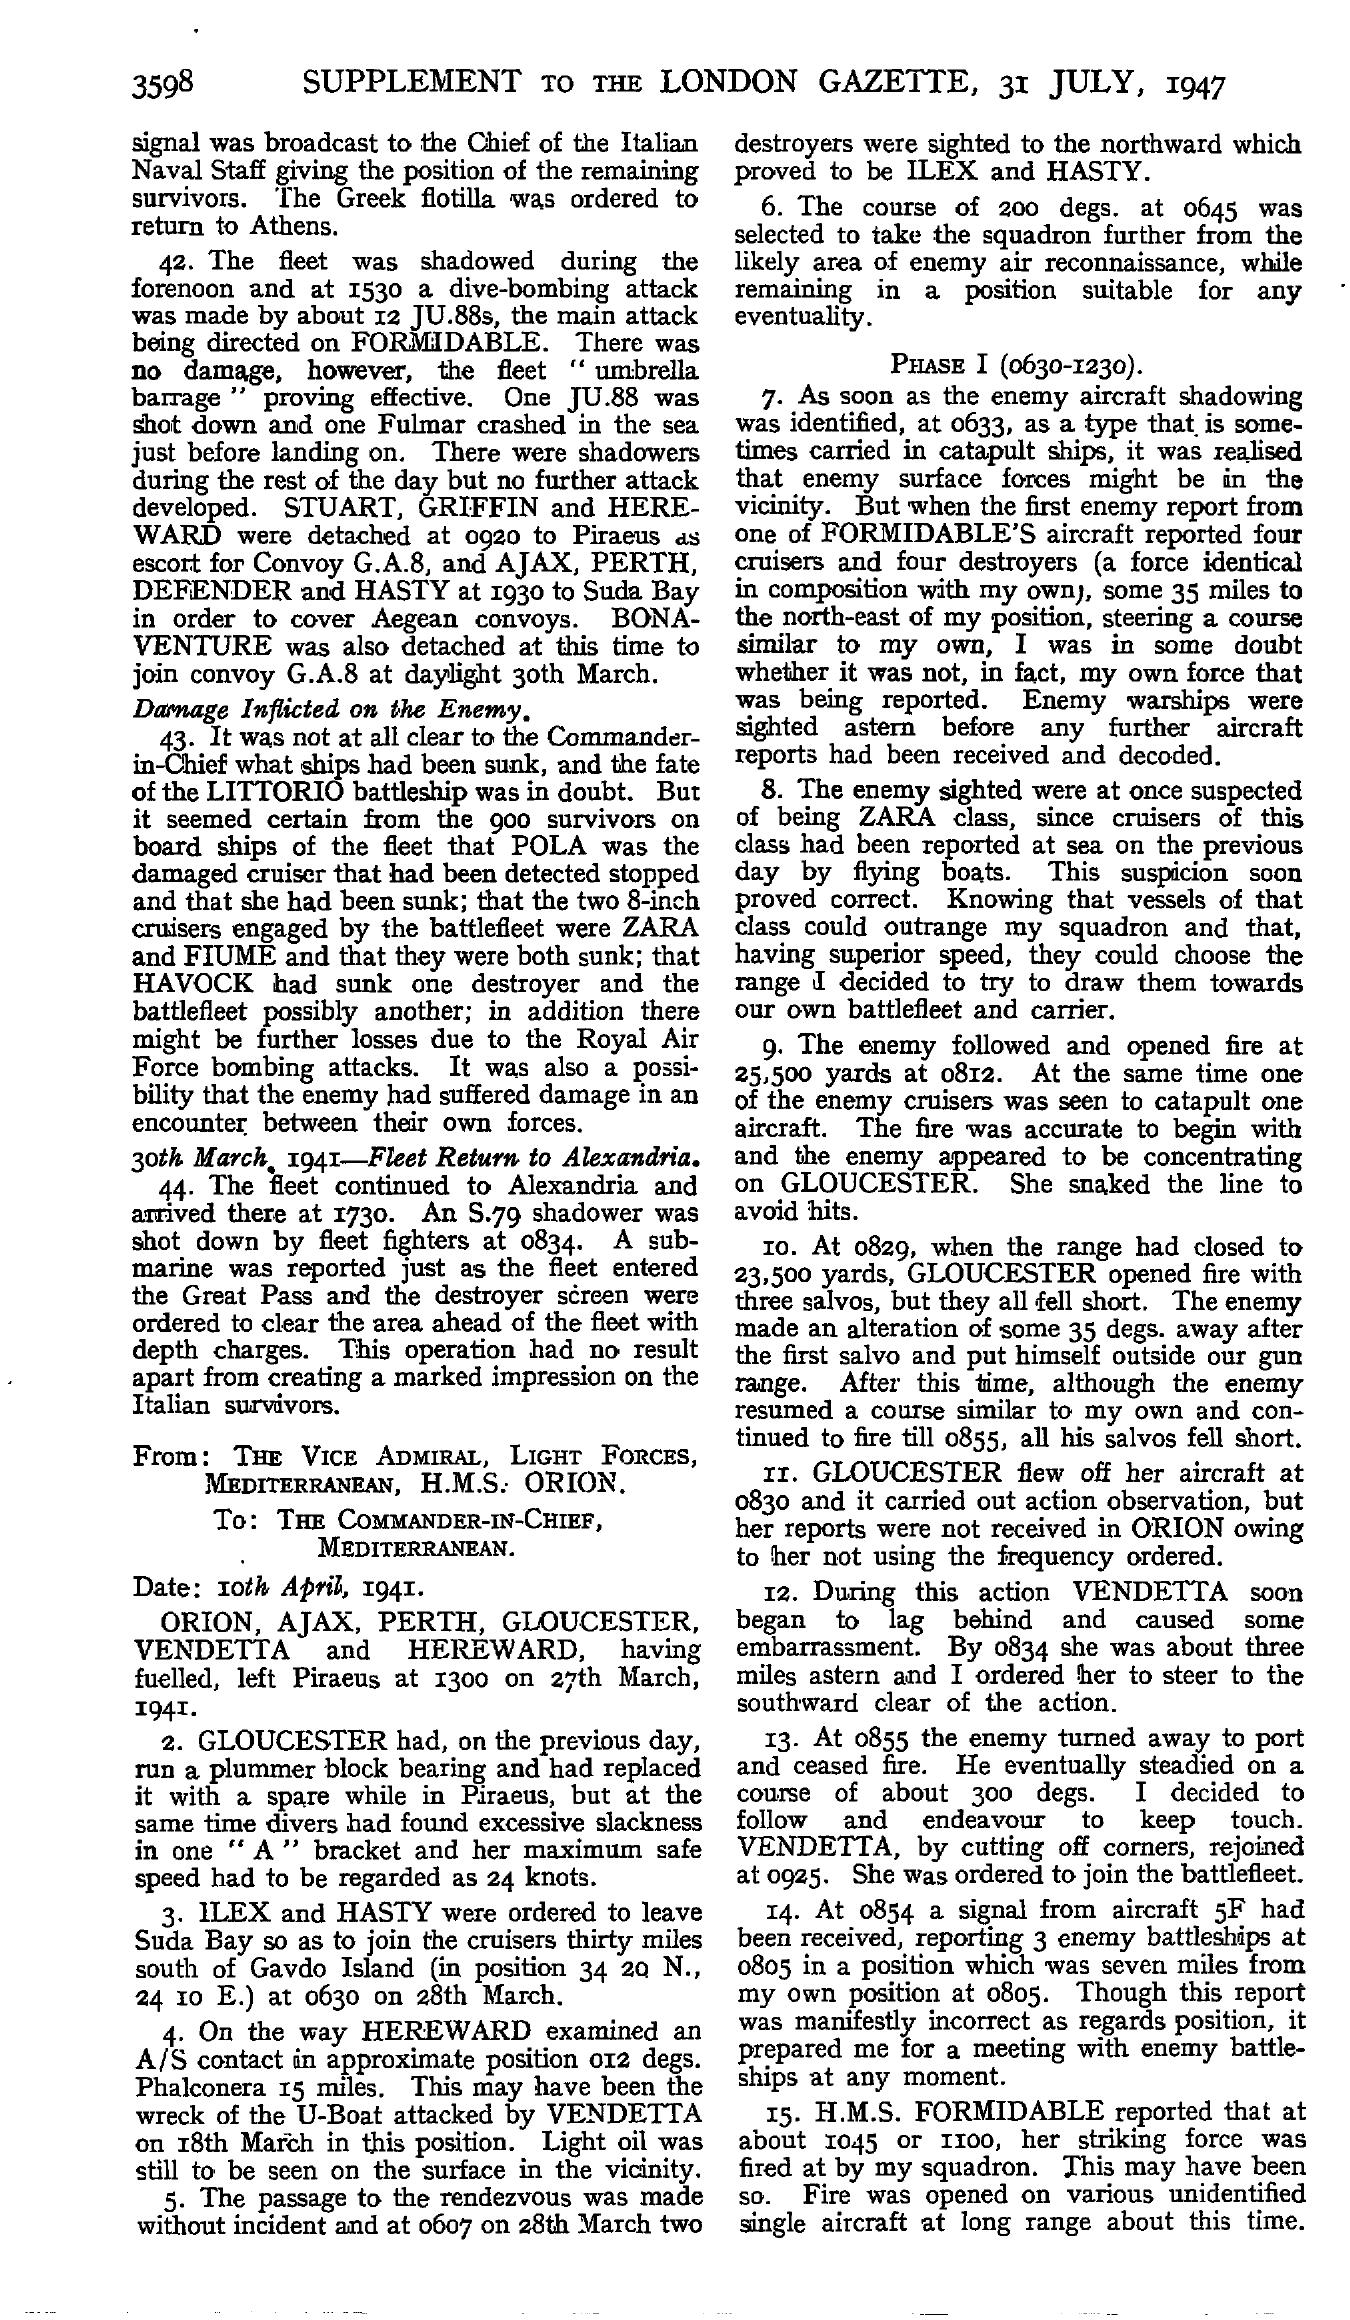 3598 SUPPLEMENT TO THE LONDON GAZETTE, 31 JULY, 1947
signal was broadcast to the Chief of the Italian
Naval Staff giving the position of the remaining
survivors. The Greek flotilla was ordered to
return to Athens.
42. The fleet was shadowed during the
forenoon and at 1530 a dive-bombing attack
was made by about 12 JU.88s, the main attack
being directed on FORMIDABLE. There was
no damage, however, the fleet " umbrella
barrage " proving effective. One JU.88 was
shot down and one Fulmar crashed in the sea
just before landing on. There were shadowers
during the rest of the day but no further attack
developed. STUART, GRIFFIN and HERE-
WARD were detached at 0920 to Piraeus as
escort for Convoy G.A.8, and AJAX, PERTH,
DEFENDER and HASTY at 1930 to Suda Bay
in order to cover Aegean convoys. BONA-
VENTURE was also detached at this time to
join convoy G.A.8 at daylight 30th March.
Damage Inflicted on the Enemy.
43. It was not at all clear to the Commander-
in-Chief what ships had been sunk, and the fate
of the LITTORIO battleship was in doubt. But
it seemed certain from the 900 survivors on
board ships of the fleet that POLA was the
damaged cruiser that had been detected stopped
and that she had been sunk; that the two 8-inch
cruisers engaged by the battlefleet were ZARA
and FIUME and that they were both sunk; that
HAVOCK had sunk one destroyer and the
battlefleet possibly another; in addition there
might be further losses due to the Royal Air
Force bombing attacks. It was also a possi-
bility that the enemy had suffered damage in an
encounter between their own forces.
30th March, 1941—Fleet Return to Alexandria.
44. The fleet continued to Alexandria and
arrived there at 1730. An S.79 shadower was
shot down by fleet fighters at 0834. A sub-
marine was reported just as the fleet entered
the Great Pass and the destroyer screen were
ordered to clear the area ahead of the fleet with
depth charges. This operation had no result
apart from creating a marked impression on the
Italian survivors.
From: THE VICE ADMIRAL, LIGHT FORCES,
MEDITERRANEAN, H.M.S. ORION.
To: THE COMMANDER-IN-CHIEF,
MEDITERRANEAN.
Date: 10th April, 1941.
ORION, AJAX, PERTH, GLOUCESTER,
VENDETTA and HEREWARD, having
fuelled, left Piraeus at 1300 on 27th March,
1941.
2. GLOUCESTER had, on the previous day,
run a plummer block bearing and had replaced
it with a spare while in Piraeus, but at the
same time divers had found excessive slackness
in one " A " bracket and her maximum safe
speed had to be regarded as 24 knots.
3. ILEX and HASTY were ordered to leave
Suda Bay so as to join the cruisers thirty miles
south of Gavdo Island (in position 34 20 N.,
24 10 E.) at 0630 on 28th March.
4. On the way HEREWARD examined an
A/S contact in approximate position 012 degs.
Phalconera 15 miles. This may have been the
wreck of the U-Boat attacked by VENDETTA
on 18th March in this position. Light oil was
still to be seen on the surface in the vicinity.
5. The passage to the rendezvous was made
without incident and at 0607 on 28th March two
destroyers were sighted to the northward which
proved to be ILEX and HASTY.
6. The course of 200 degs. at 0645 was
selected to take the squadron further from the
likely area of enemy air reconnaissance, while
remaining in a position suitable for any
eventuality.
PHASE I (0630-1230).
7. As soon as the enemy aircraft shadowing
was identified, at 0633, as a type that is some-
times carried in catapult ships, it was realised
that enemy surface forces might be in the
vicinity. But when the first enemy report from
one of FORMIDABLE'S aircraft reported four
cruisers and four destroyers (a force identical
in composition with my own), some 35 miles to
the north-east of my position, steering a course
similar to my own, I was in some doubt
whether it was not, in fact, my own force that
was being reported. Enemy warships were
sighted astern before any further aircraft
reports had been received and decoded.
8. The enemy sighted were at once suspected
of being ZARA class, since cruisers of this
class had been reported at sea on the previous
day by flying boats. This suspicion soon
proved correct. Knowing that vessels of that
class could outrange my squadron and that,
having superior speed, they could choose the
range I decided to try to draw them towards
our own battlefleet and carrier.
9. The enemy followed and opened fire at
25,500 yards at 0812. At the same time one
of the enemy cruisers was seen to catapult one
aircraft. The fire was accurate to begin with
and the enemy appeared to be concentrating
on GLOUCESTER. She snaked the line to
avoid hits.
10. At 0829, when the range had closed to
23,500 yards, GLOUCESTER opened fire with
three salvos, but they all fell short. The enemy
made an alteration of some 35 degs. away after
the first salvo and put himself outside our gun
range. After this time, although the enemy
resumed a course similar to my own and con-
tinued to fire till 0855, all his salvos fell short.
11. GLOUCESTER flew off her aircraft at
0830 and it carried out action observation, but
her reports were not received in ORION owing
to her not using the frequency ordered.
12. During this action VENDETTA soon
began to lag behind and caused some
embarrassment. By 0834 she was about three
miles astern and I ordered her to steer to the
southward clear of the action.
13. At 0855 the enemy turned away to port
and ceased fire. He eventually steadied on a
course of about 300 degs. I decided to
follow and endeavour to keep touch.
VENDETTA, by cutting off corners, rejoined
at 0925. She was ordered to join the battlefleet.
14. At 0854 a signal from aircraft 5F had
been received, reporting 3 enemy battleships at
0805 in a position which was seven miles from
my own position at 0805. Though this report
was manifestly incorrect as regards position, it
prepared me for a meeting with enemy battle-
ships at any moment.
15. H.M.S. FORMIDABLE reported that at
about 1045 or 1100, her striking force was
fired at by my squadron. This may have been
so. Fire was opened on various unidentified
single aircraft at long range about this time.